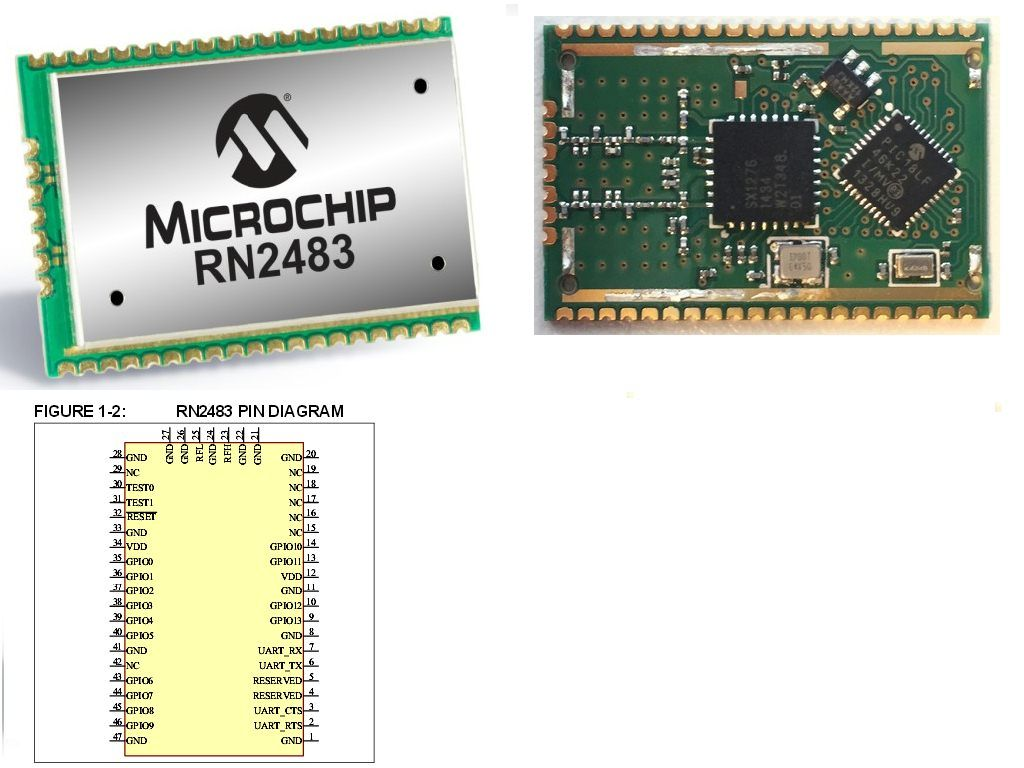 ®
MICROCHIP
RN2483
1434
PIC18LF
46K22
FIGURE 1-2: RN2483 PIN DIAGRAM
27 26 25 24 23 22 21
GND GND RFL GND RFH GND GND
28 GND GND 20
29 NC NC 19
30 TEST0 NC 18
31 TEST1 NC 17
32 RESET NC 16
33 GND NC 15
34 VDD GPIO10 14
35 GPIO0 GPIO11 13
36 GPIO1 VDD 12
37 GPIO2 GND 11
38 GPIO3 GPIO12 10
39 GPIO4 GPIO13 9
40 GPIO5 GND 8
41 GND UART_RX 7
42 NC UART_TX 6
43 GPIO6 RESERVED 5
44 GPIO7 RESERVED 4
45 GPIO8 UART_CTS 3
46 GPIO9 UART_RTS 2
47 GND GND 1